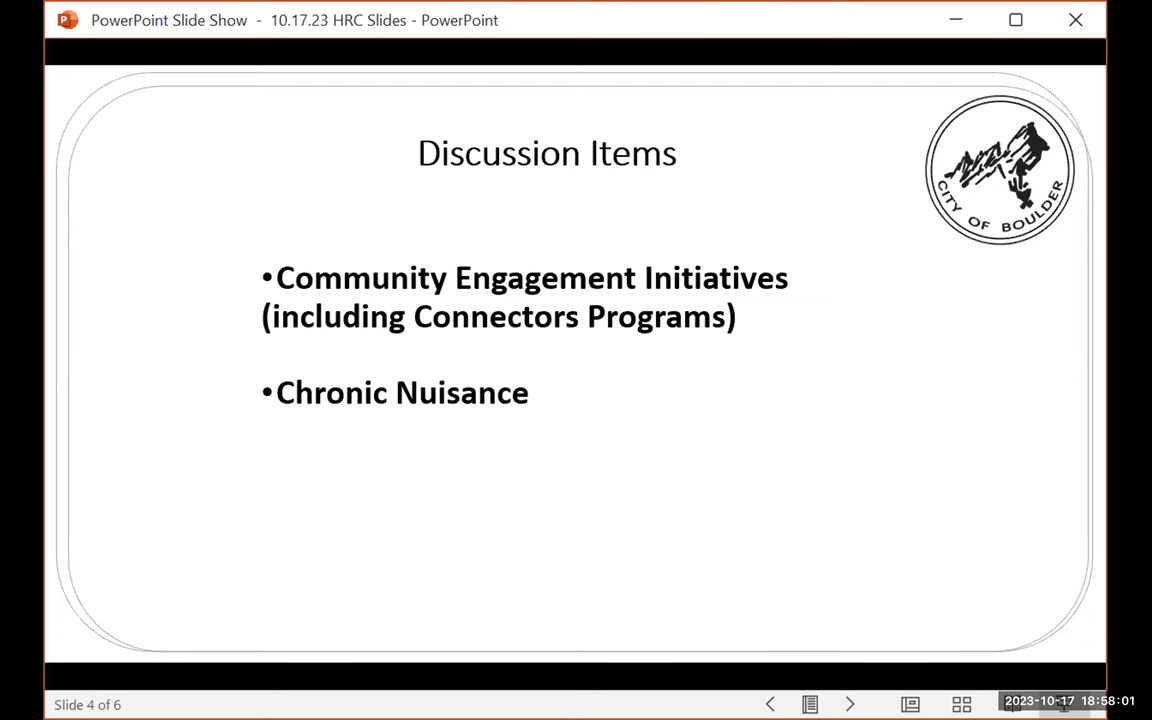 PowerPoint Slide Show - 10.17.23 HRC Slides - PowerPoint
Discussion Items
CITY OF BOULDER
•Community Engagement Initiatives
(including Connectors Programs)
•Chronic Nuisance
Slide 4 of 6
2023-10-17 18:58:01